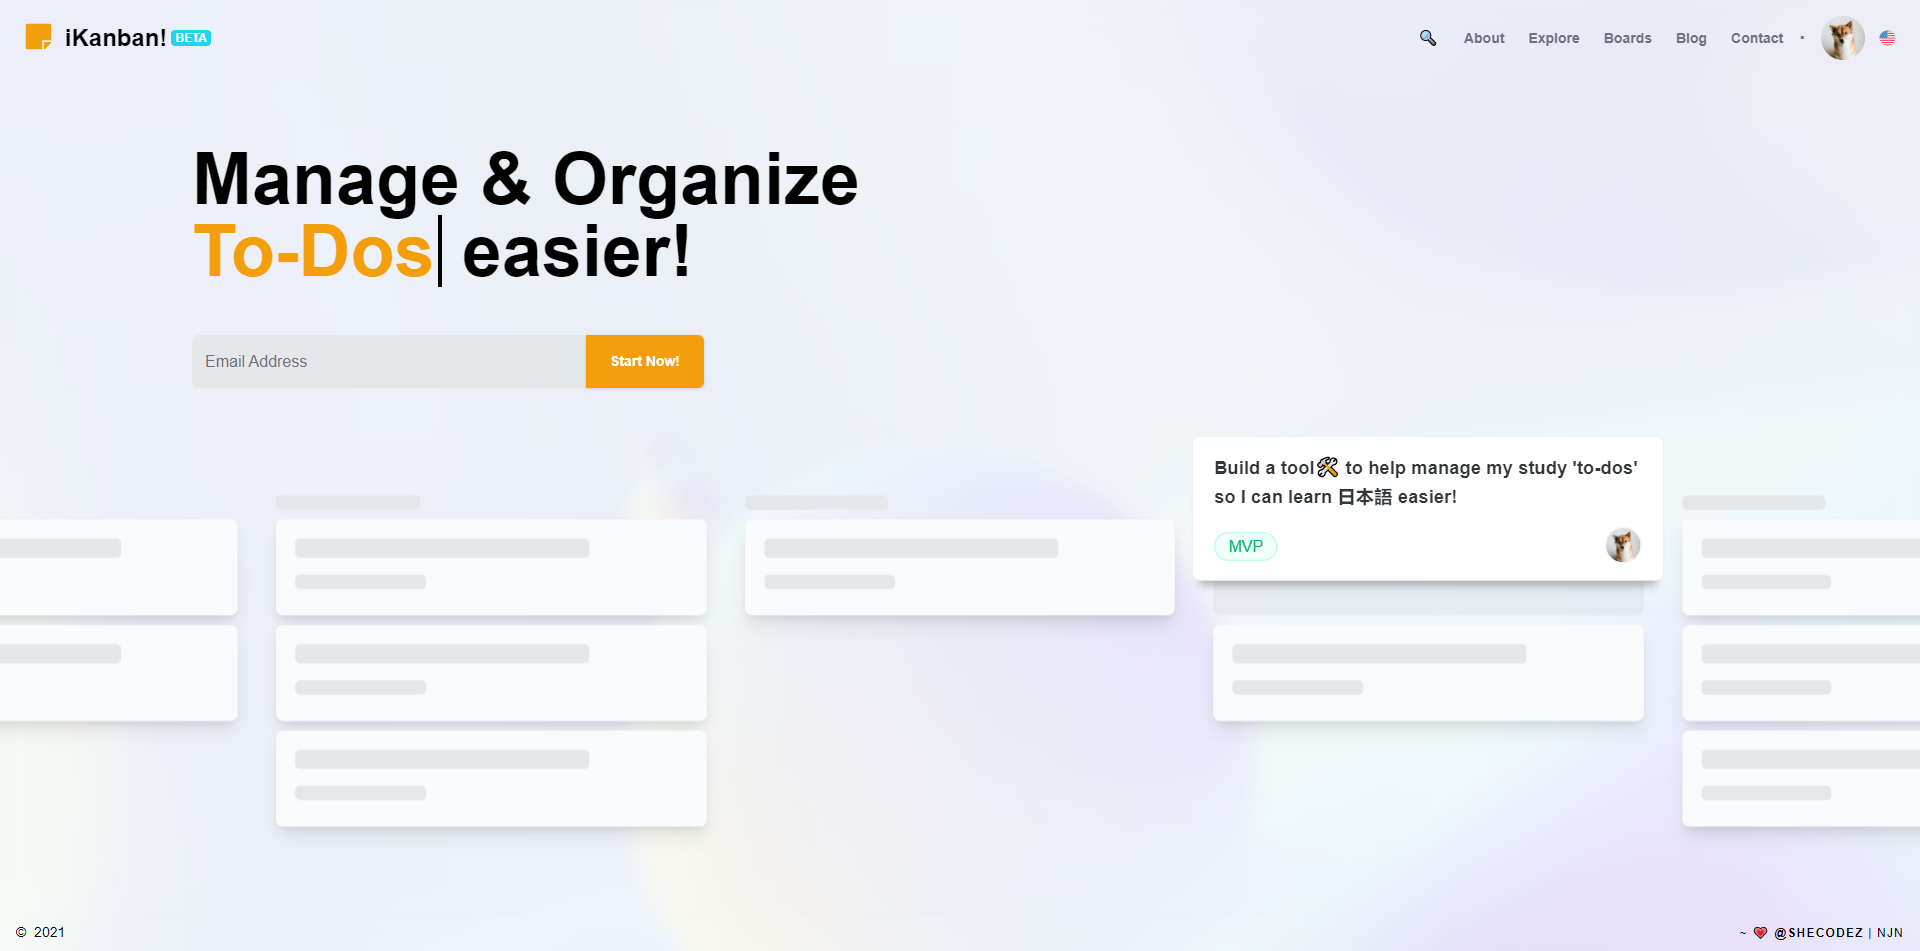 iKanban! BETA
🔍 About Explore Boards Blog Contact ·
Manage & Organize
To-Dos| easier!
Email Address
Start Now!
Build a tool🛠 to help manage my study 'to-dos'
so I can learn 日本語 easier!
MVP
© 2021
~ ❤️ @SHECODEZ | NJN